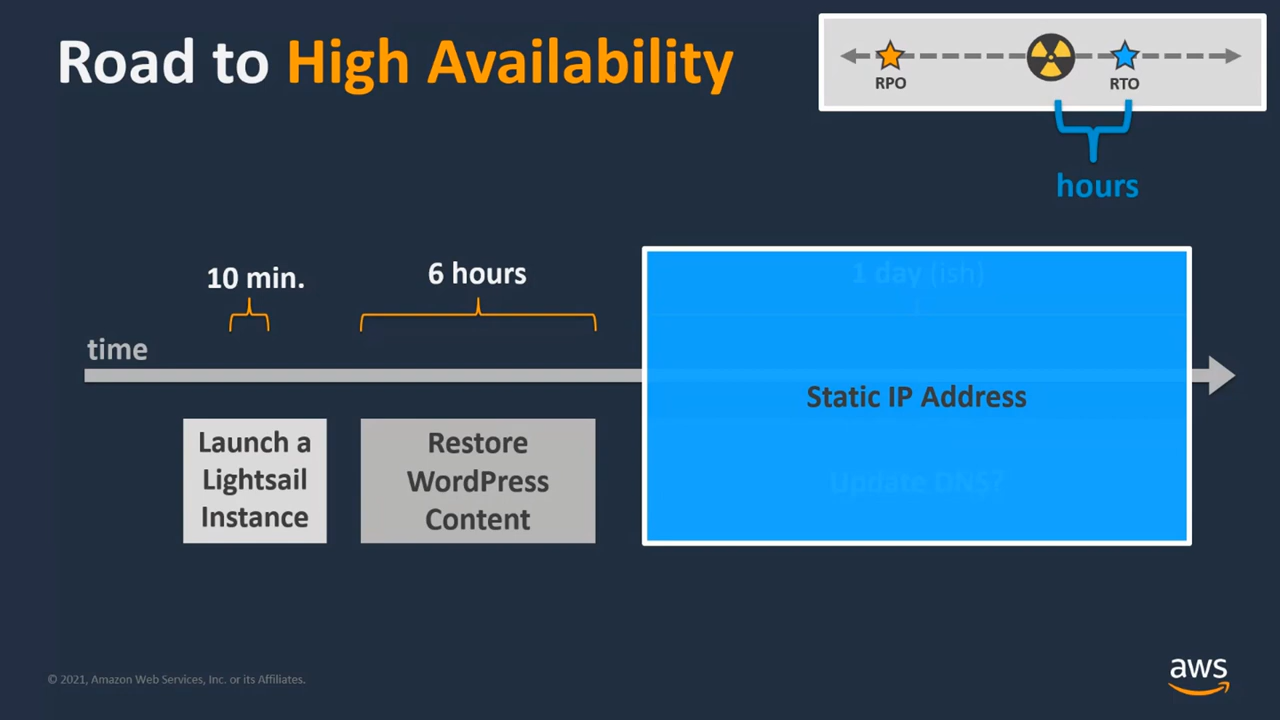 Road to High Availability
RPO
RTO
hours
10 min.
6 hours
1 day (ish)
time
Launch a
Lightsail
Instance
Restore
WordPress
Content
Static IP Address
Update DNS?
© 2021, Amazon Web Services, Inc. or its Affiliates.
aws